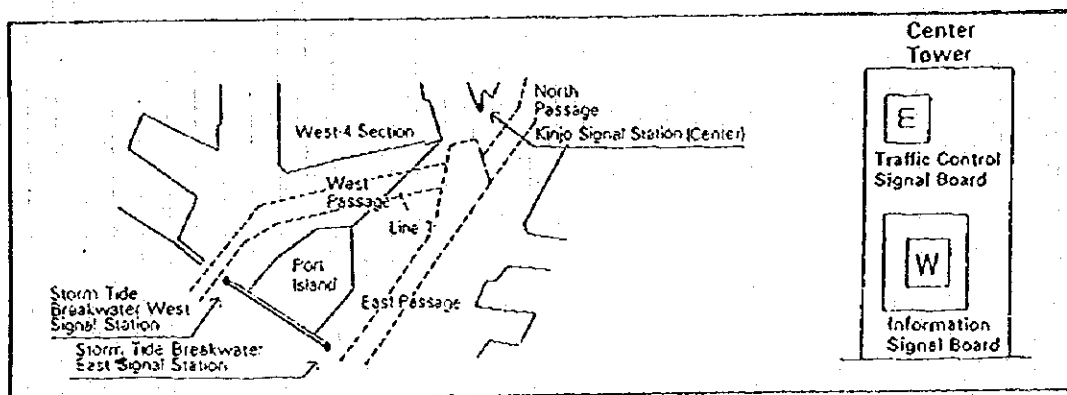 Center
Tower
North
Passage
West-4 Section
Kinjo Signal Station (Center)
E
Traffic Control
Signal Board
West
Passage
Line
Port
Island
W
Storm Tide
Breakwater West
Signal Station
East Passage
Information
Signal Board
Storm Tide Breakwater
East Signal Station